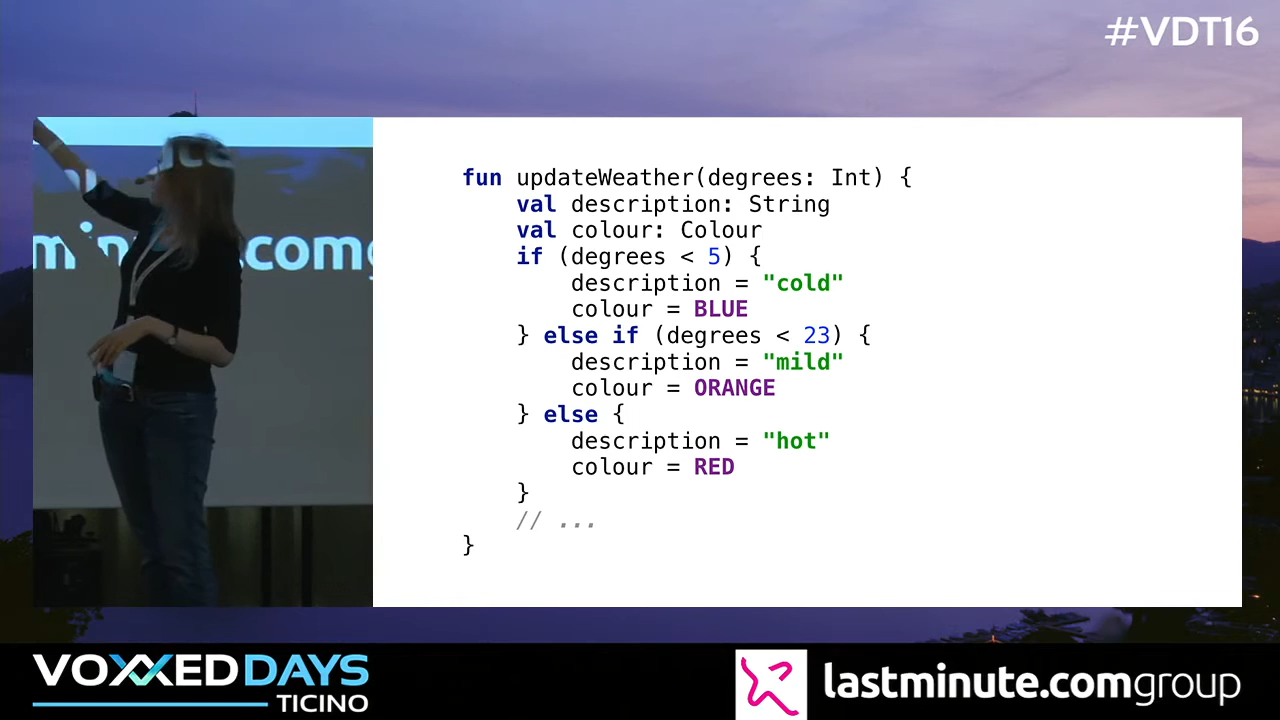 #VDT16
fun updateWeather(degrees: Int) {
    val description: String
    val colour: Colour
    if (degrees < 5) {
        description = "cold"
        colour = BLUE
    } else if (degrees < 23) {
        description = "mild"
        colour = ORANGE
    } else {
        description = "hot"
        colour = RED
    }
    // ...
}
VOXXED DAYS
TICINO
lastminute.comgroup